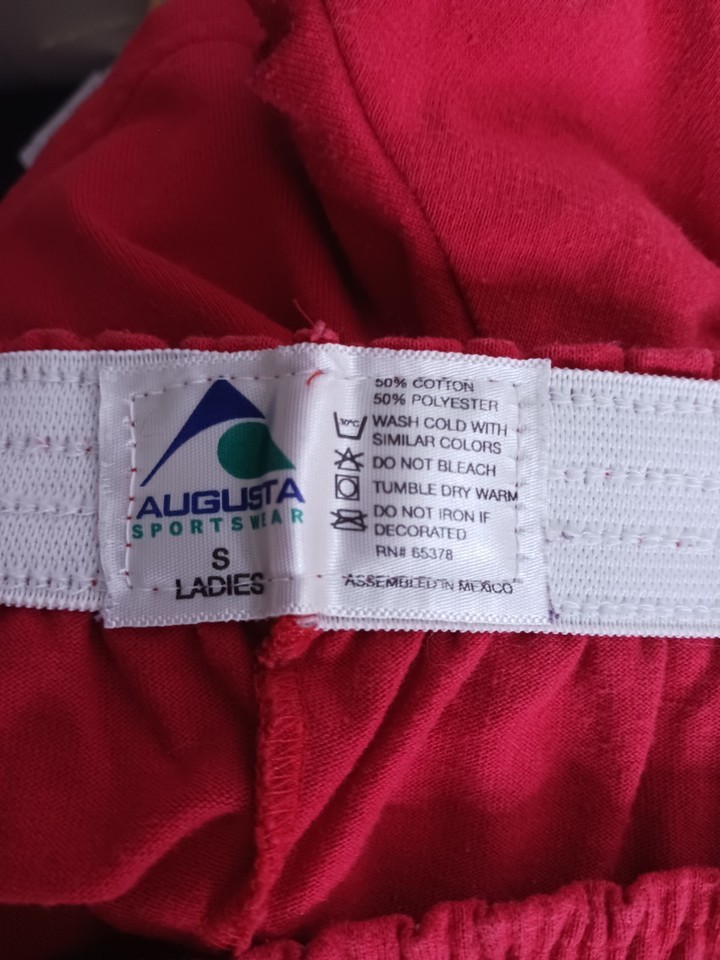 AUGUSTA
SPORTSWEAR
S
LADIES
50% COTTON
50% POLYESTER
30°C
WASH COLD WITH
SIMILAR COLORS
DO NOT BLEACH
TUMBLE DRY WARM
DO NOT IRON IF
DECORATED
RN# 65378
ASSEMBLED IN MEXICO